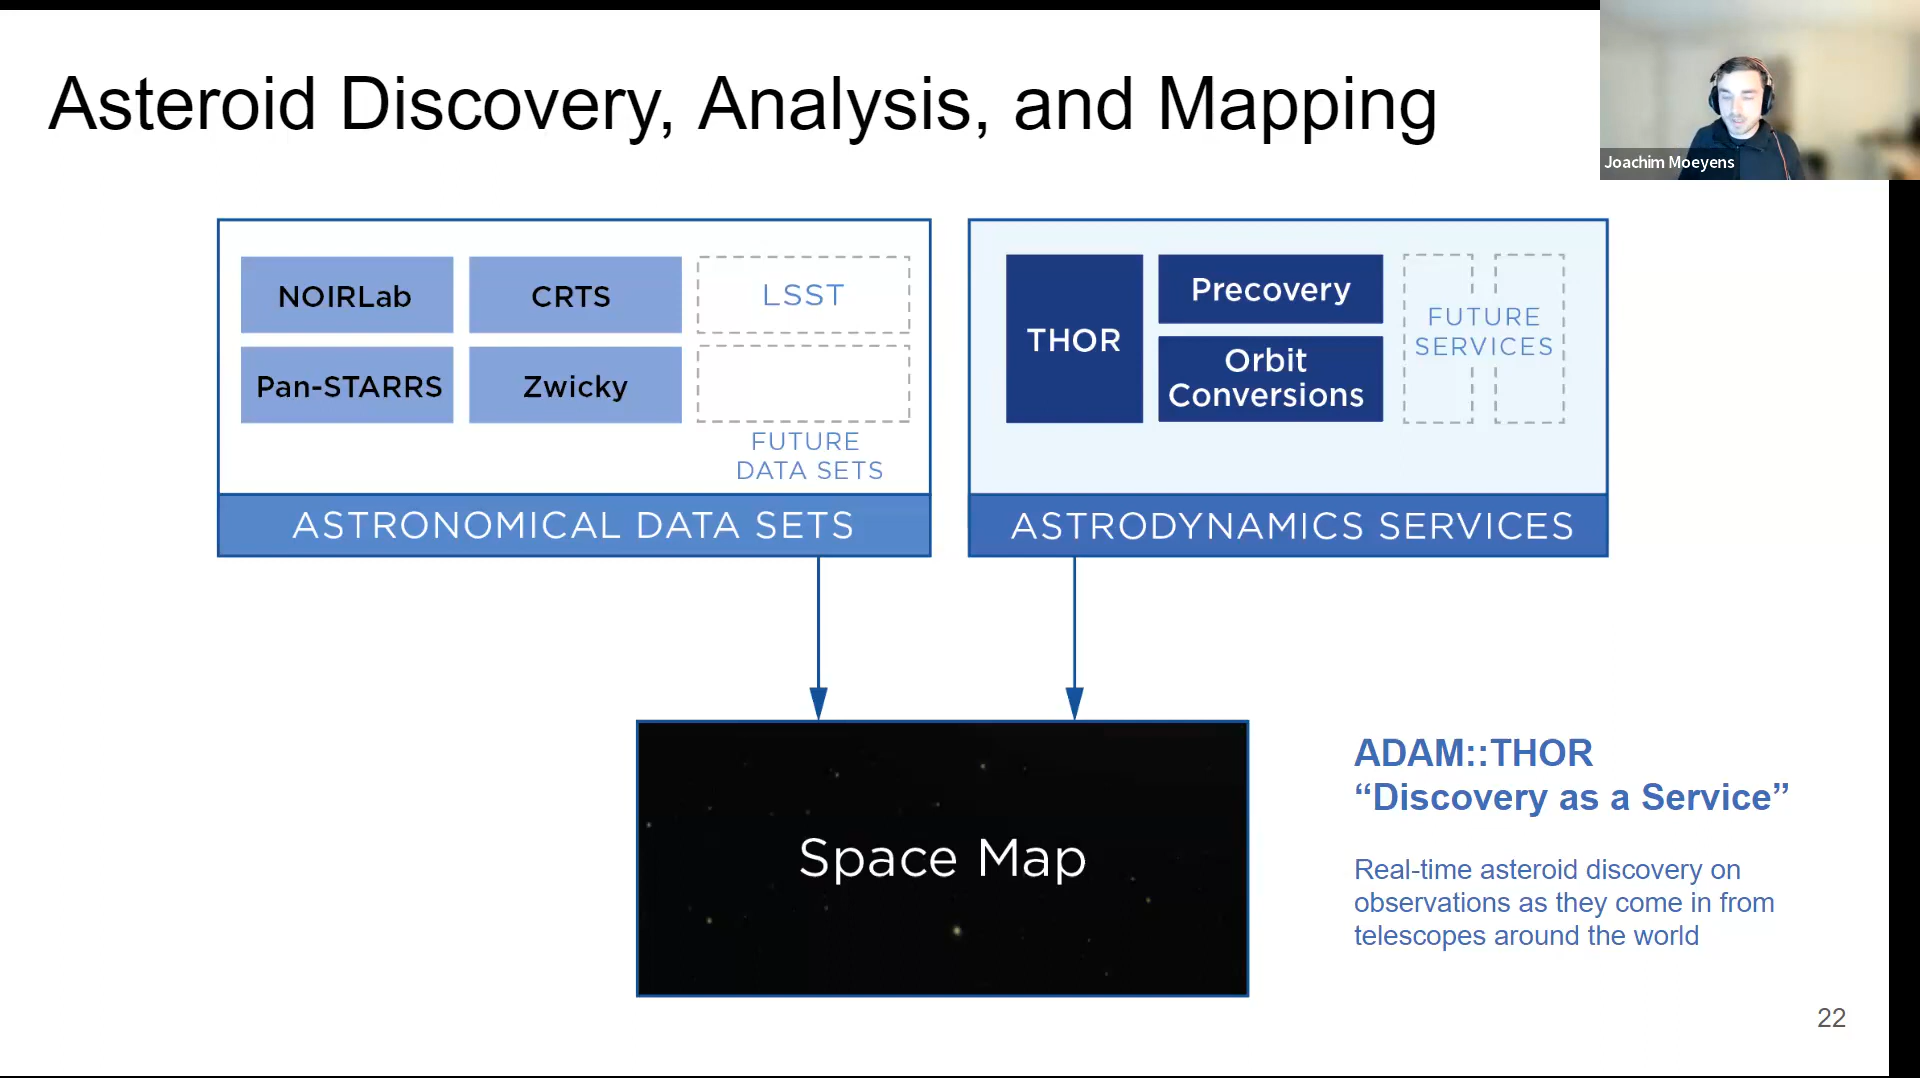 Asteroid Discovery, Analysis, and Mapping
Joachim Moeyens
NOIRLab
CRTS
LSST
Pan-STARRS
Zwicky
FUTURE
DATA SETS
ASTRONOMICAL DATA SETS
THOR
Precovery
Orbit
Conversions
FUTURE
SERVICES
ASTRODYNAMICS SERVICES
Space Map
ADAM::THOR
“Discovery as a Service”
Real-time asteroid discovery on
observations as they come in from
telescopes around the world
22